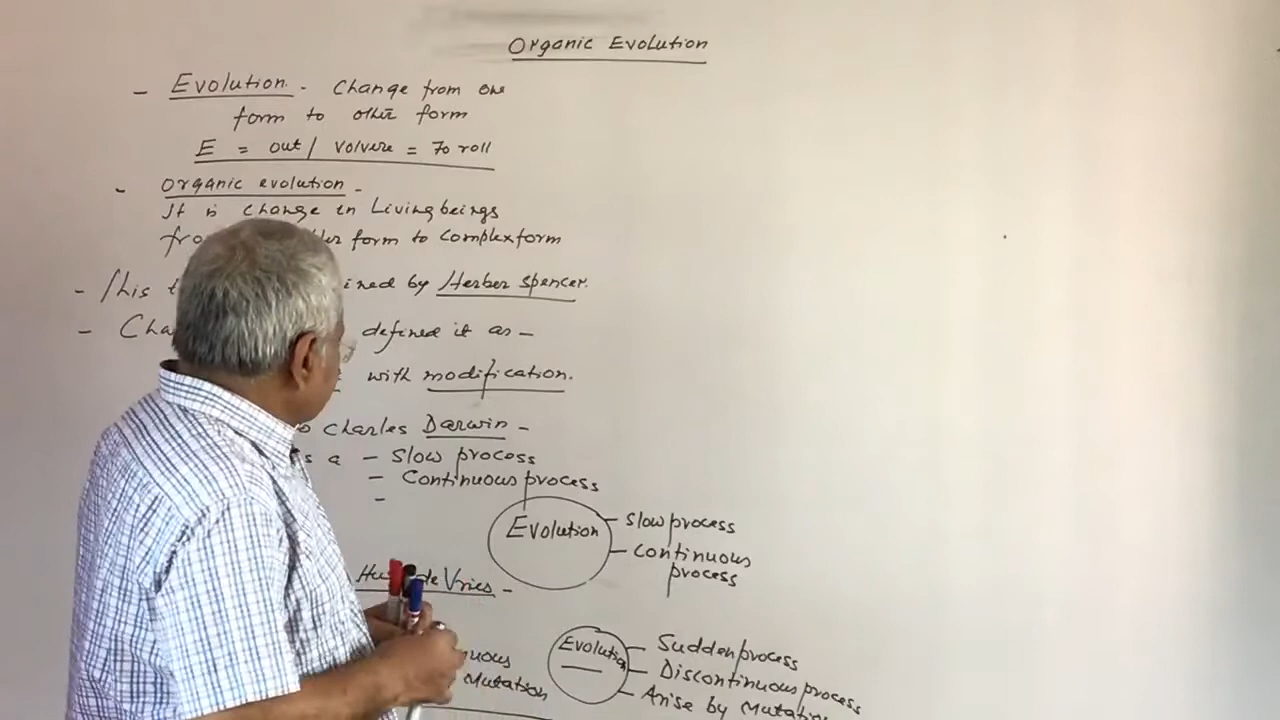 Organic Evolution
- Evolution - Change from one
form to other form
E = out / volvere = To roll
- Organic evolution -
It is change in Living beings
form to complex form
- This by Herber Spencer.
- defined it as -
with modification.
Charles Darwin -
a - Slow process
- Continuous process
-
Evolution
- Slow process
- Continuous
process
de Vries -
Evolution
- Sudden process
- Discontinuous process
- Arise by
Mutation